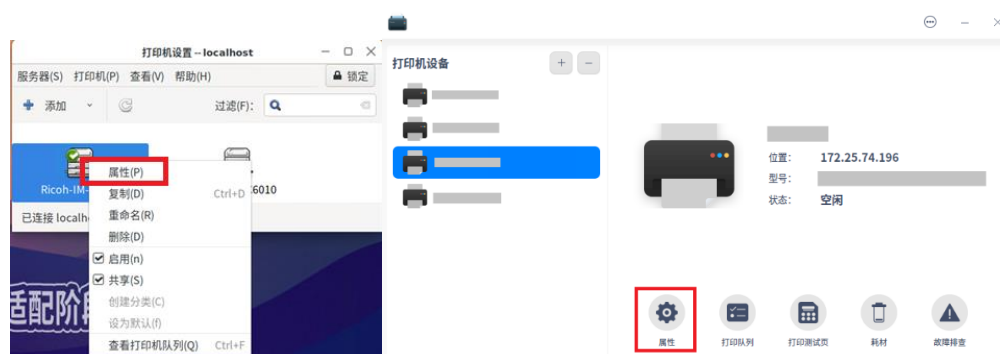 打印机设置 -- localhost
服务器(S) 打印机(P) 查看(V) 帮助(H)
锁定
添加
过滤(F):
属性(P)
复制(D) Ctrl+D
重命名(R)
删除(D)
启用(n)
共享(S)
创建分类(C)
设为默认(f)
查看打印机队列(Q) Ctrl+F
Ricoh-IM-
6010
已连接 localh
适配阶
打印机设备
位置: 172.25.74.196
型号:
状态: 空闲
属性
打印队列
打印测试页
耗材
故障排查